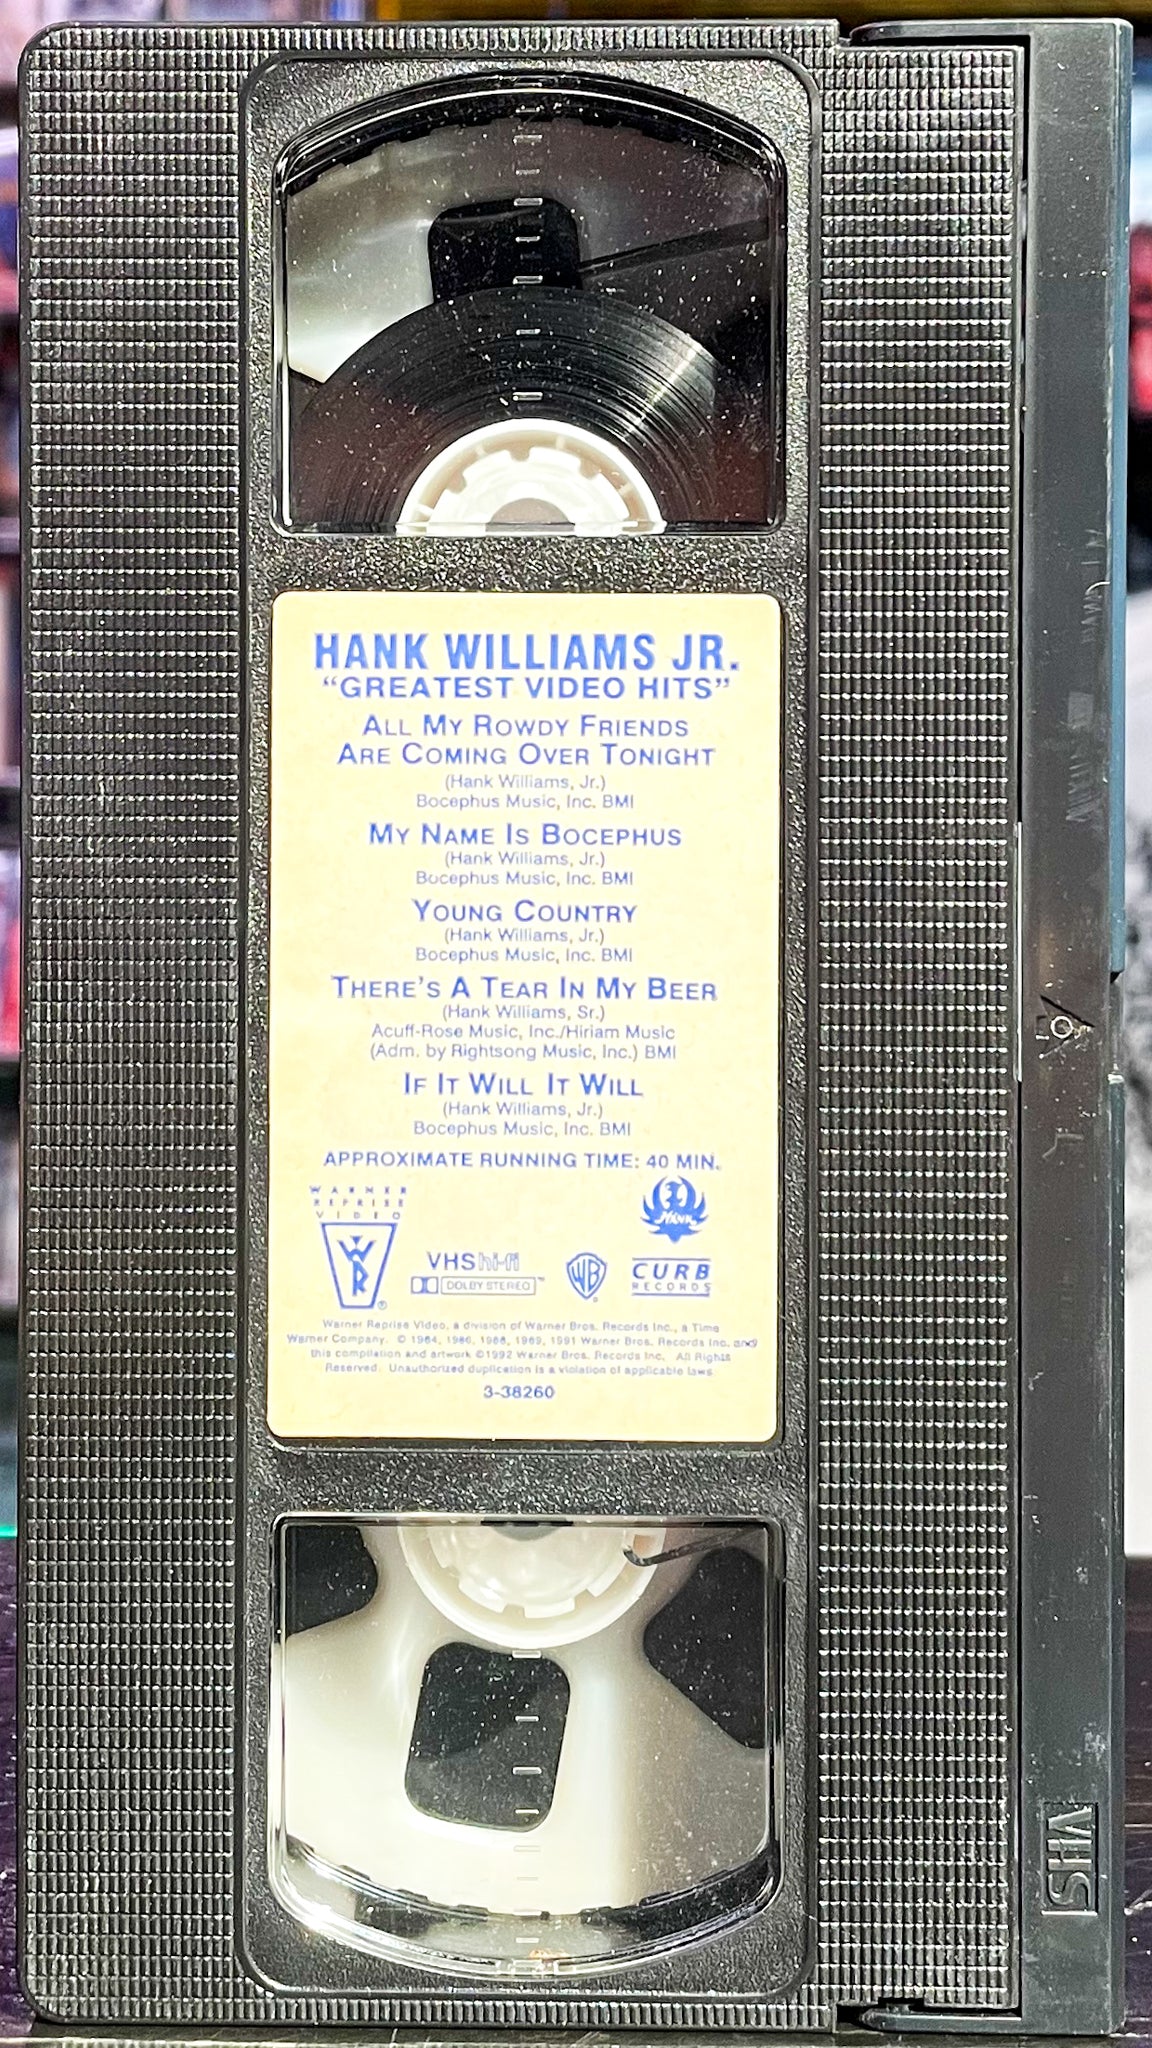 HANK WILLIAMS JR.
“GREATEST VIDEO HITS”
ALL MY ROWDY FRIENDS
ARE COMING OVER TONIGHT
(Hank Williams, Jr.)
Bocephus Music, Inc. BMI
MY NAME IS BOCEPHUS
(Hank Williams, Jr.)
Bocephus Music, Inc. BMI
YOUNG COUNTRY
(Hank Williams, Jr.)
Bocephus Music, Inc. BMI
THERE'S A TEAR IN MY BEER
(Hank Williams, Sr.)
Acuff-Rose Music, Inc./Hiriam Music
(Adm. by Rightsong Music, Inc.) BMI
IF IT WILL IT WILL
(Hank Williams, Jr.)
Bocephus Music, Inc. BMI
APPROXIMATE RUNNING TIME: 40 MIN.
WARNER
REPRISE
VIDEO
WR®
HANK
VHS hi-fi
DOLBY STEREO™
WB
CURB
RECORDS
Warner Reprise Video, a division of Warner Bros. Records Inc., a Time
Warner Company. © 1984, 1986, 1988, 1989, 1991 Warner Bros. Records Inc. and
this compilation and artwork ©1992 Warner Bros. Records Inc. All Rights
Reserved. Unauthorized duplication is a violation of applicable laws.
3-38260
VHS